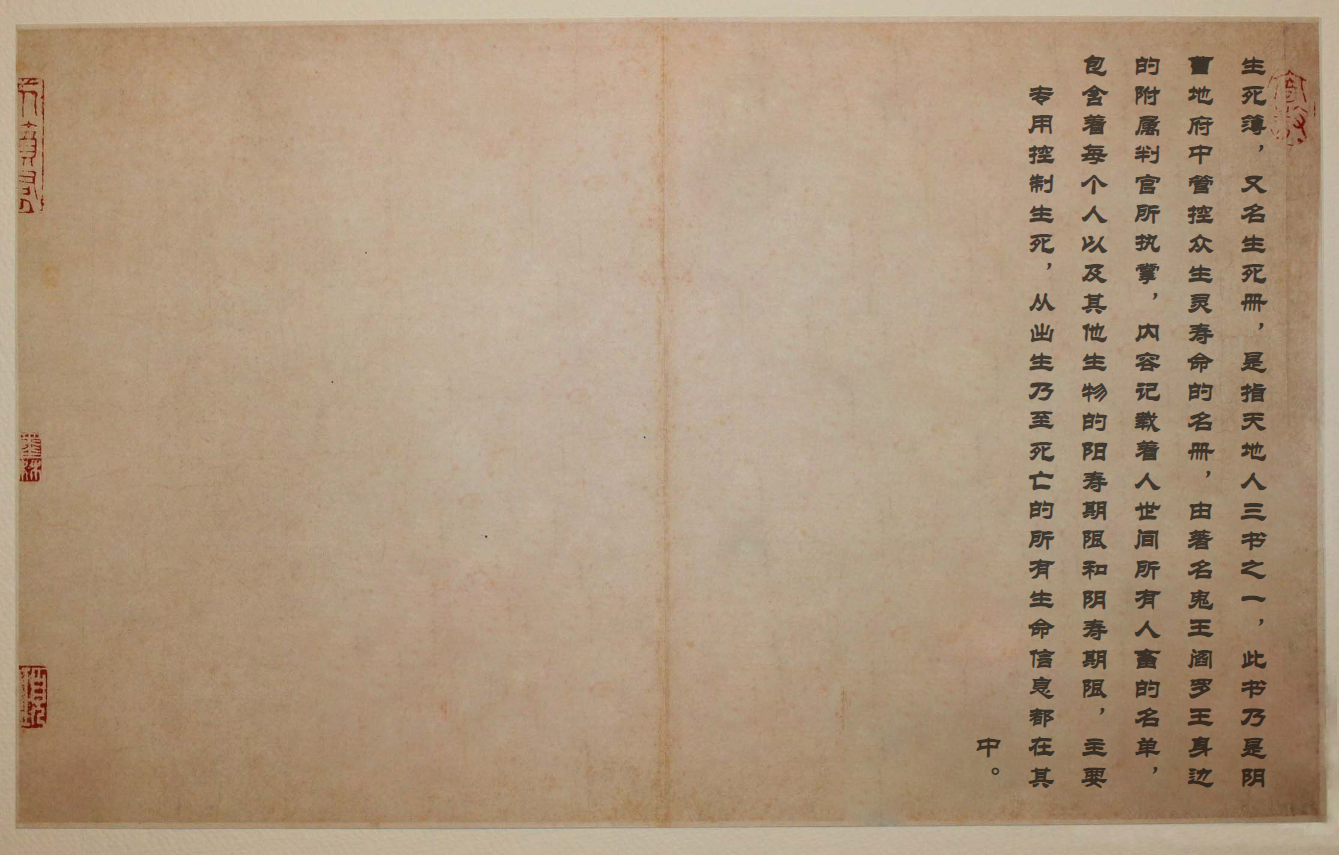 生死簿，又名生死册，是指天地人三书之一，此书乃是阴
曹地府中管控众生灵寿命的名册，由著名鬼王阎罗王身边
的附属判官所执掌，内容记载着人世间所有人畜的名单，
包含着每个人以及其他生物的阳寿期限和阴寿期限，主要
专用控制生死，从出生乃至死亡的所有生命信息都在其
中。